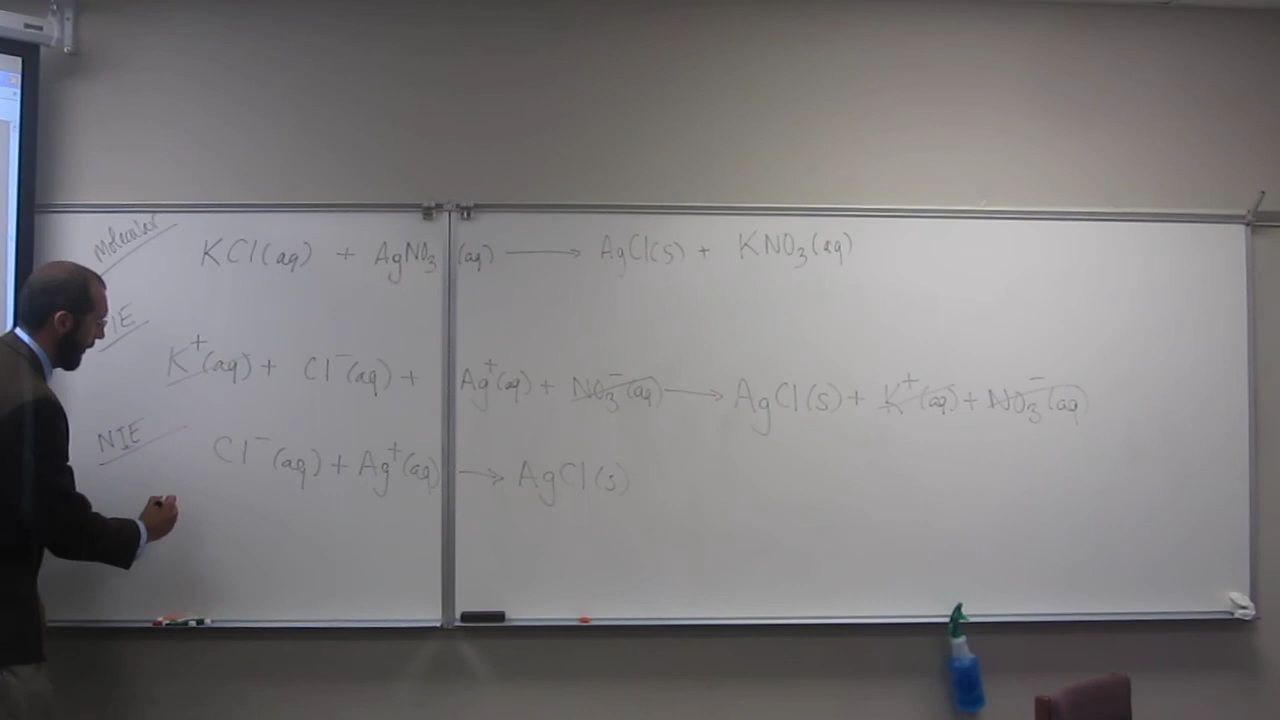 Molecular
KCl(aq) + AgNO₃(aq) → AgCl(s) + KNO₃(aq)
IE
K⁺(aq) + Cl⁻(aq) + Ag⁺(aq) + NO₃⁻(aq) → AgCl(s) + K⁺(aq) + NO₃⁻(aq)
NIE
Cl⁻(aq) + Ag⁺(aq) → AgCl(s)